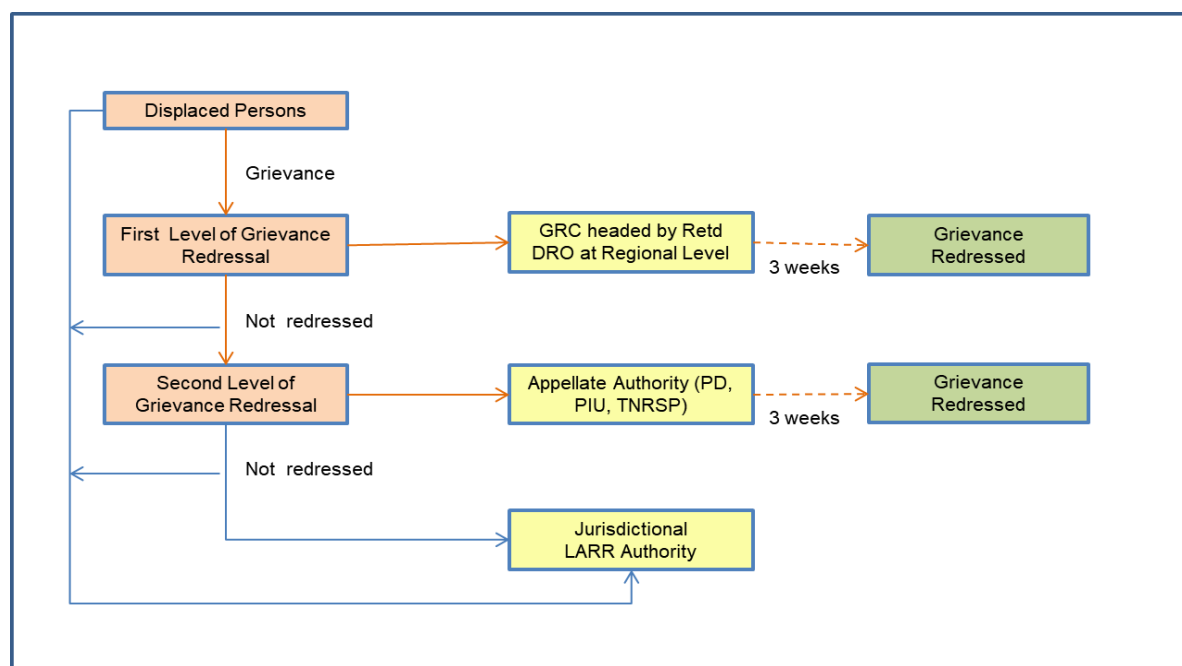 Displaced Persons
Grievance
First Level of Grievance
Redressal
GRC headed by Retd
DRO at Regional Level
3 weeks
Grievance
Redressed
Not redressed
Second Level of
Grievance Redressal
Appellate Authority (PD,
PIU, TNRSP)
3 weeks
Grievance
Redressed
Not redressed
Jurisdictional
LARR Authority